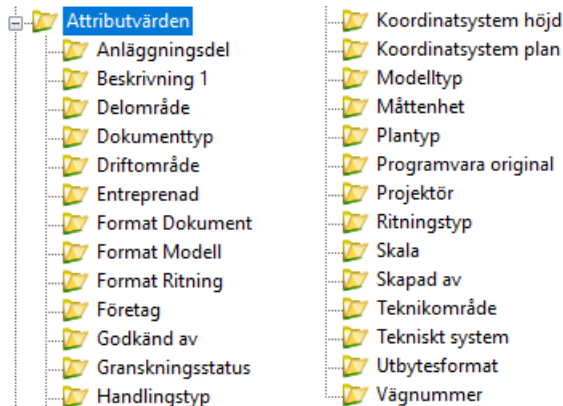 Attributvärden
Anläggningsdel
Beskrivning 1
Delområde
Dokumenttyp
Driftområde
Entreprenad
Format Dokument
Format Modell
Format Ritning
Företag
Godkänd av
Granskningsstatus
Handlingstyp
Koordinatsystem höjd
Koordinatsystem plan
Modelltyp
Måttenhet
Plantyp
Programvara original
Projektör
Ritningstyp
Skala
Skapad av
Teknikområde
Tekniskt system
Utbytesformat
Vägnummer